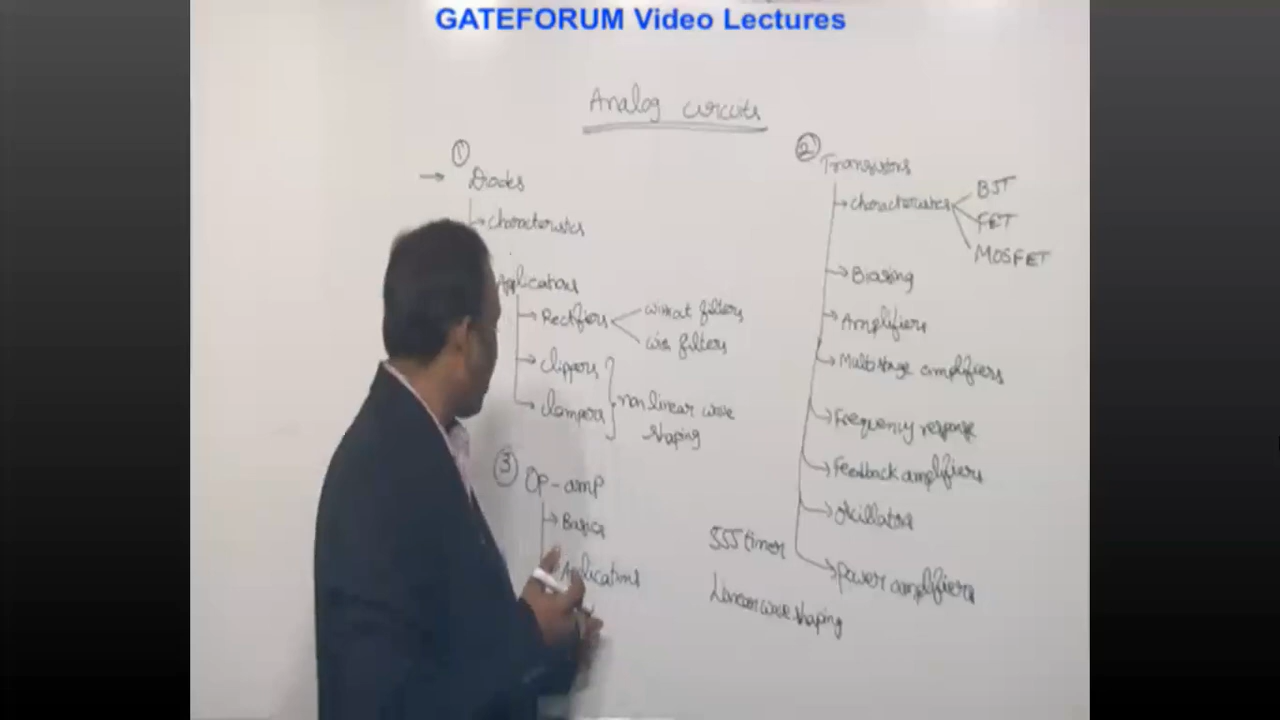 GATEFORUM Video Lectures
Analog circuits
①
Diodes
Characteristics
Applications
Rectifiers
without filters
with filters
clippers
clampers
non linear wave
shaping
③
Op-amp
Basics
Applications
②
Transistors
characteristics
BJT
FET
MOSFET
Biasing
Amplifiers
Multistage amplifiers
Frequency response
Feedback amplifiers
Oscillators
power amplifiers
555 timer
Linear wave shaping